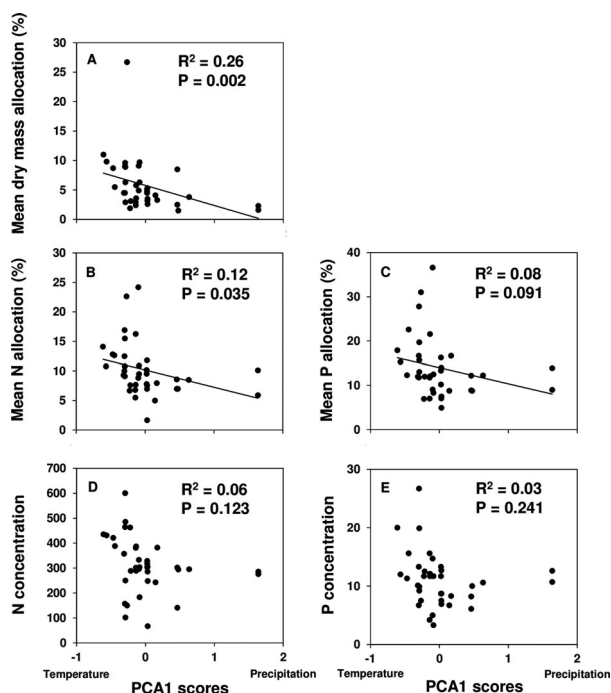 Mean dry mass allocation (%)
30
25
20
15
10
5
0
A
R² = 0.26
P = 0.002
Mean N allocation (%)
30
25
20
15
10
5
0
B
R² = 0.12
P = 0.035
Mean P allocation (%)
40
30
20
10
0
C
R² = 0.08
P = 0.091
N concentration
700
600
500
400
300
200
100
0
D
R² = 0.06
P = 0.123
-1 0 1 2
Temperature Precipitation
PCA1 scores
P concentration
30
20
10
0
E
R² = 0.03
P = 0.241
-1 0 1 2
Temperature Precipitation
PCA1 scores